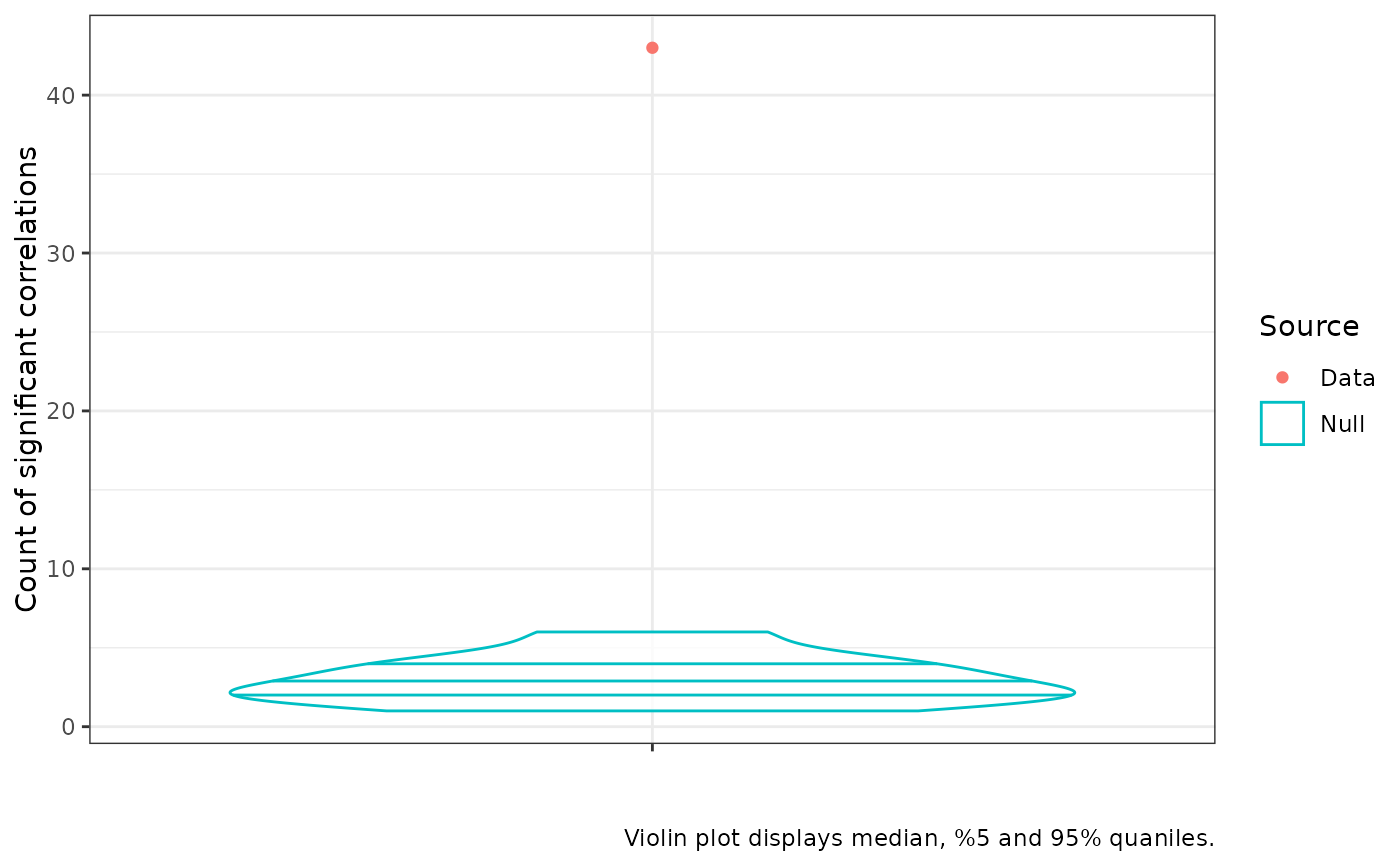 Count of significant correlations
40
30
20
10
0
Source
Data
Null
Violin plot displays median, %5 and 95% quaniles.